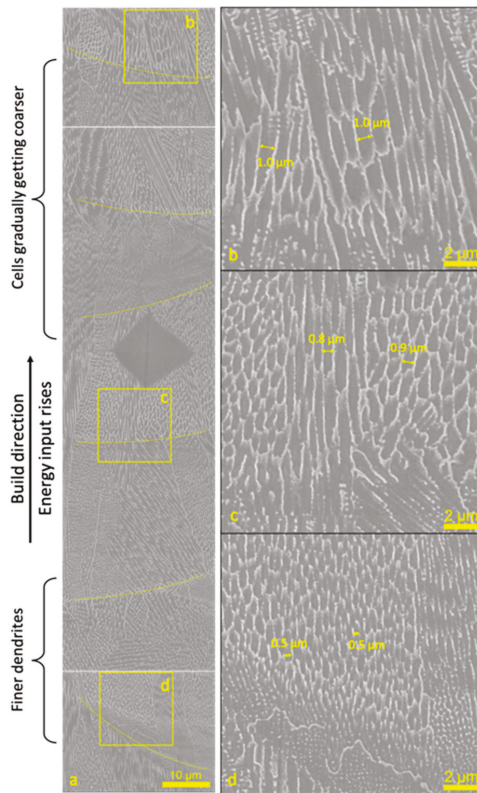 Cells gradually getting coarser
Build direction
Energy input rises
Finer dendrites
b
c
d
a
10 µm
1.0 µm
1.0 µm
b
2 µm
0.8 µm
0.9 µm
c
2 µm
0.5 µm
0.5 µm
d
2 µm